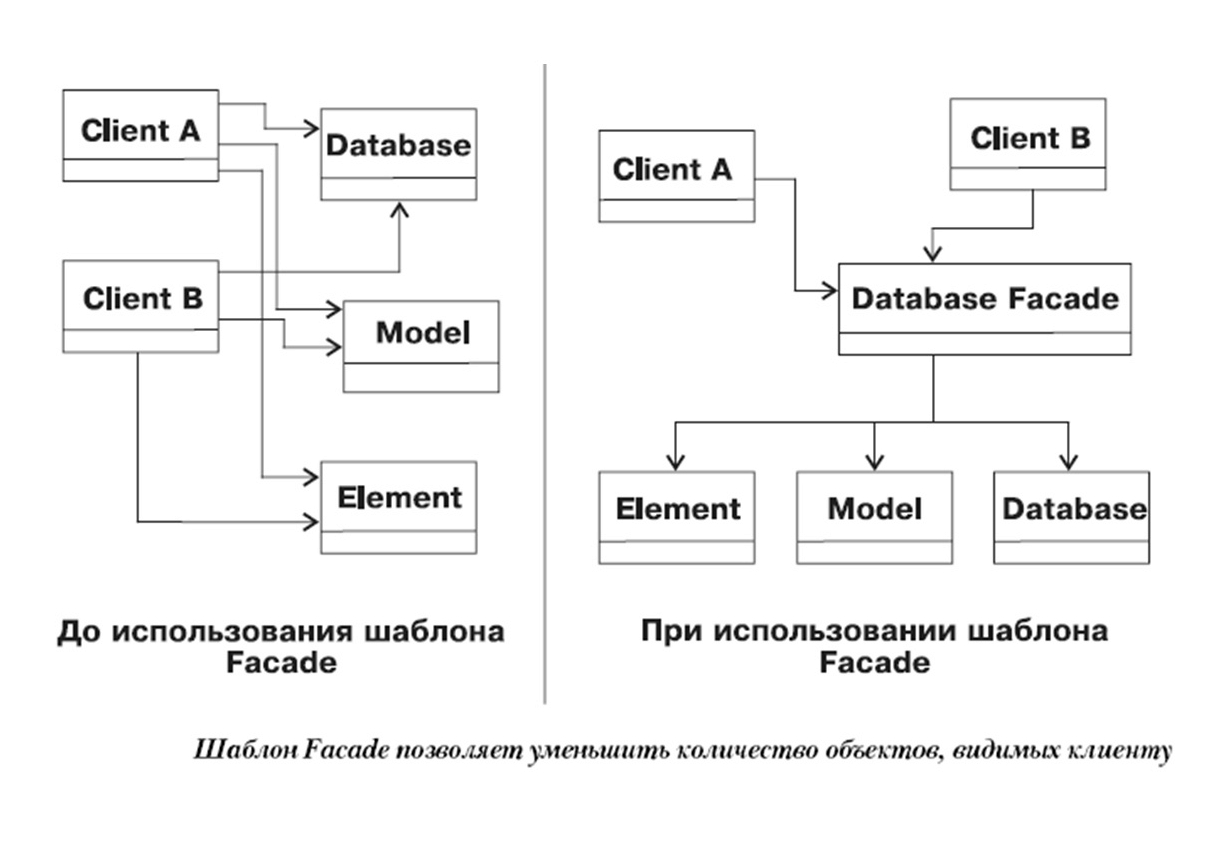 Client A
Database
Client B
Model
Element
До использования шаблона
Facade
Client A
Client B
Database Facade
Element
Model
Database
При использовании шаблона
Facade
Шаблон Facade позволяет уменьшить количество объектов, видимых клиенту